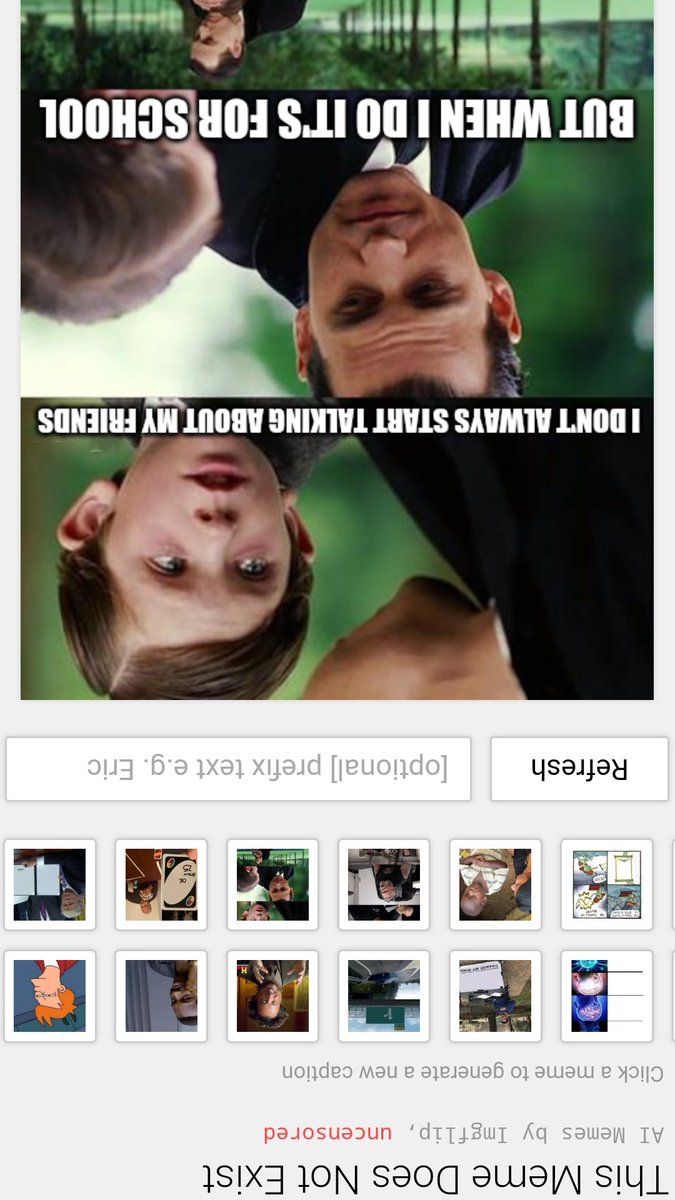 This Meme Does Not Exist
AI Memes by Imgflip, uncensored
Click a meme to generate a new caption
Refresh
[optional] prefix text e.g. Eric
I DON'T ALWAYS START TALKING ABOUT MY FRIENDS
BUT WHEN I DO IT'S FOR SCHOOL